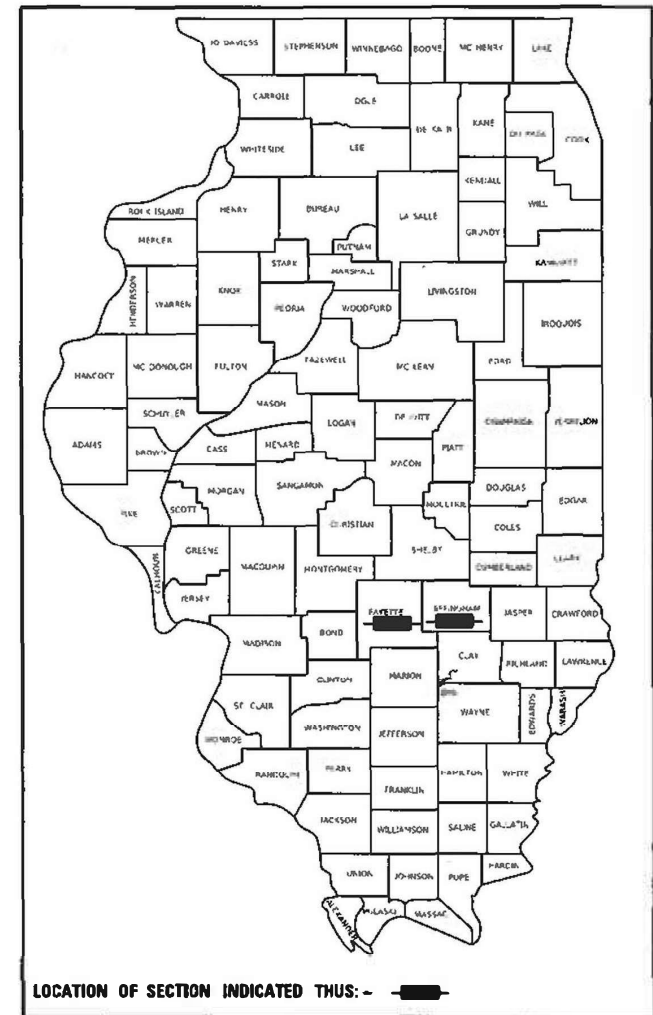 JO DAVIESS STEPHENSON WINNEBAGO BOONE MC HENRY LAKE
CARROLL OGLE DE KALB KANE DU PAGE COOK
WHITESIDE LEE
KENDALL
ROCK ISLAND HENRY BUREAU LA SALLE WILL
MERCER PUTNAM GRUNDY
STARK MARSHALL KANKAKEE
HENDERSON WARREN KNOX PEORIA WOODFORD LIVINGSTON IROQUOIS
HANCOCK MC DONOUGH FULTON TAZEWELL MC LEAN FORD
SCHUYLER MASON LOGAN DE WITT CHAMPAIGN VERMILION
ADAMS BROWN CASS MENARD MACON PIATT
PIKE SCOTT MORGAN SANGAMON MOULTRIE DOUGLAS EDGAR
CHRISTIAN COLES
CALHOUN GREENE MACOUPIN MONTGOMERY SHELBY CUMBERLAND CLARK
JERSEY FAYETTE EFFINGHAM JASPER CRAWFORD
MADISON BOND
CLINTON MARION CLAY RICHLAND LAWRENCE
ST CLAIR WAYNE EDWARDS WABASH
MONROE WASHINGTON JEFFERSON
RANDOLPH PERRY FRANKLIN HAMILTON WHITE
JACKSON WILLIAMSON SALINE GALLATIN
UNION JOHNSON POPE HARDIN
ALEXANDER PULASKI MASSAC
LOCATION OF SECTION INDICATED THUS: -